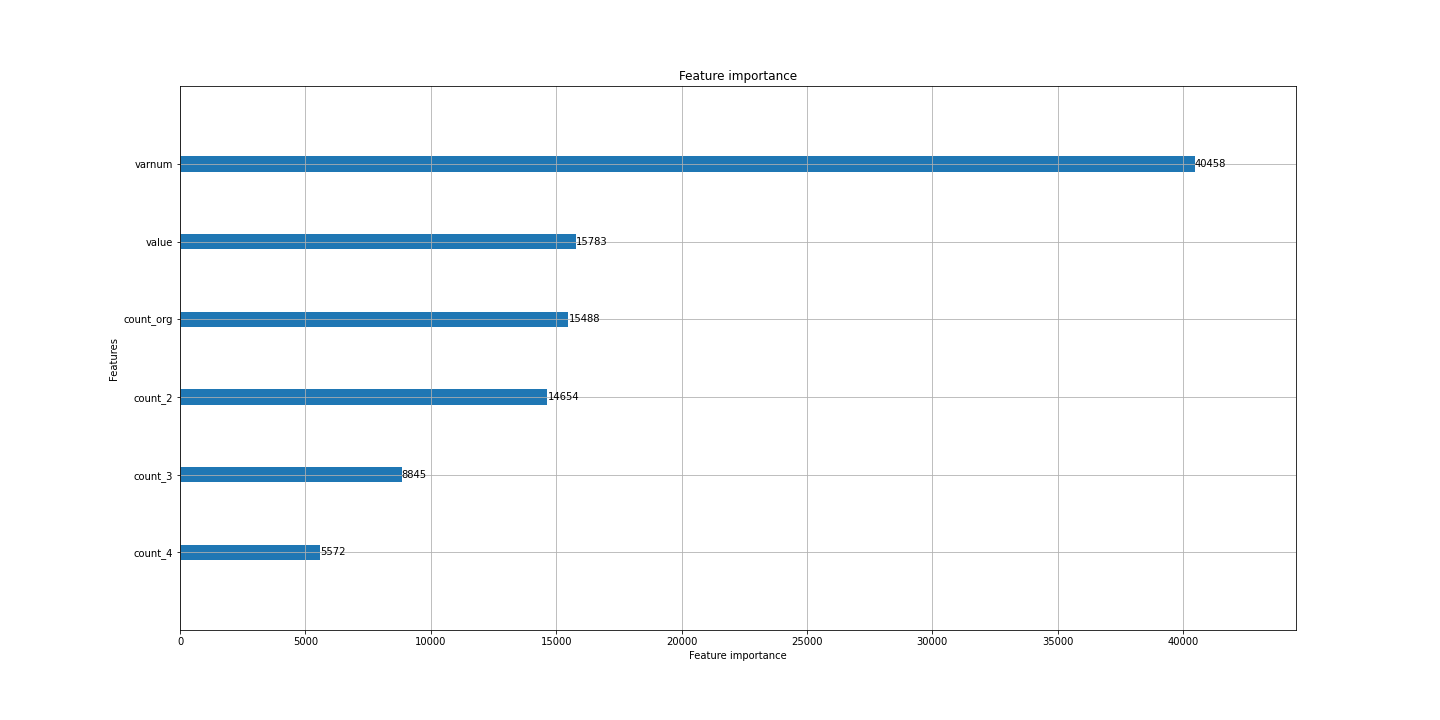 Feature importance
varnum
40458
value
15783
count_org
15488
Features
count_2
14654
count_3
8845
count_4
5572
0 5000 10000 15000 20000 25000 30000 35000 40000
Feature importance